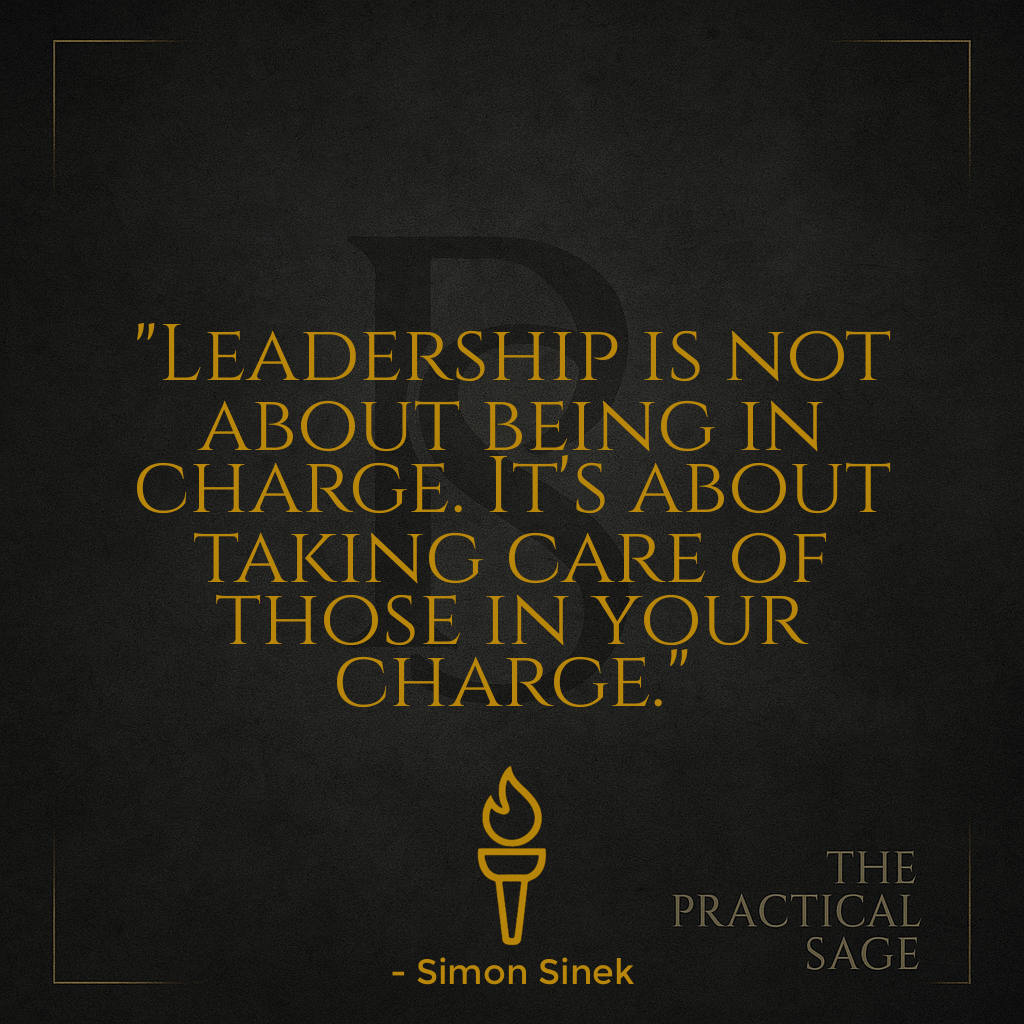 "Leadership is not
about being in
charge. It's about
taking care of
those in your
charge."
- Simon Sinek
THE
PRACTICAL
SAGE